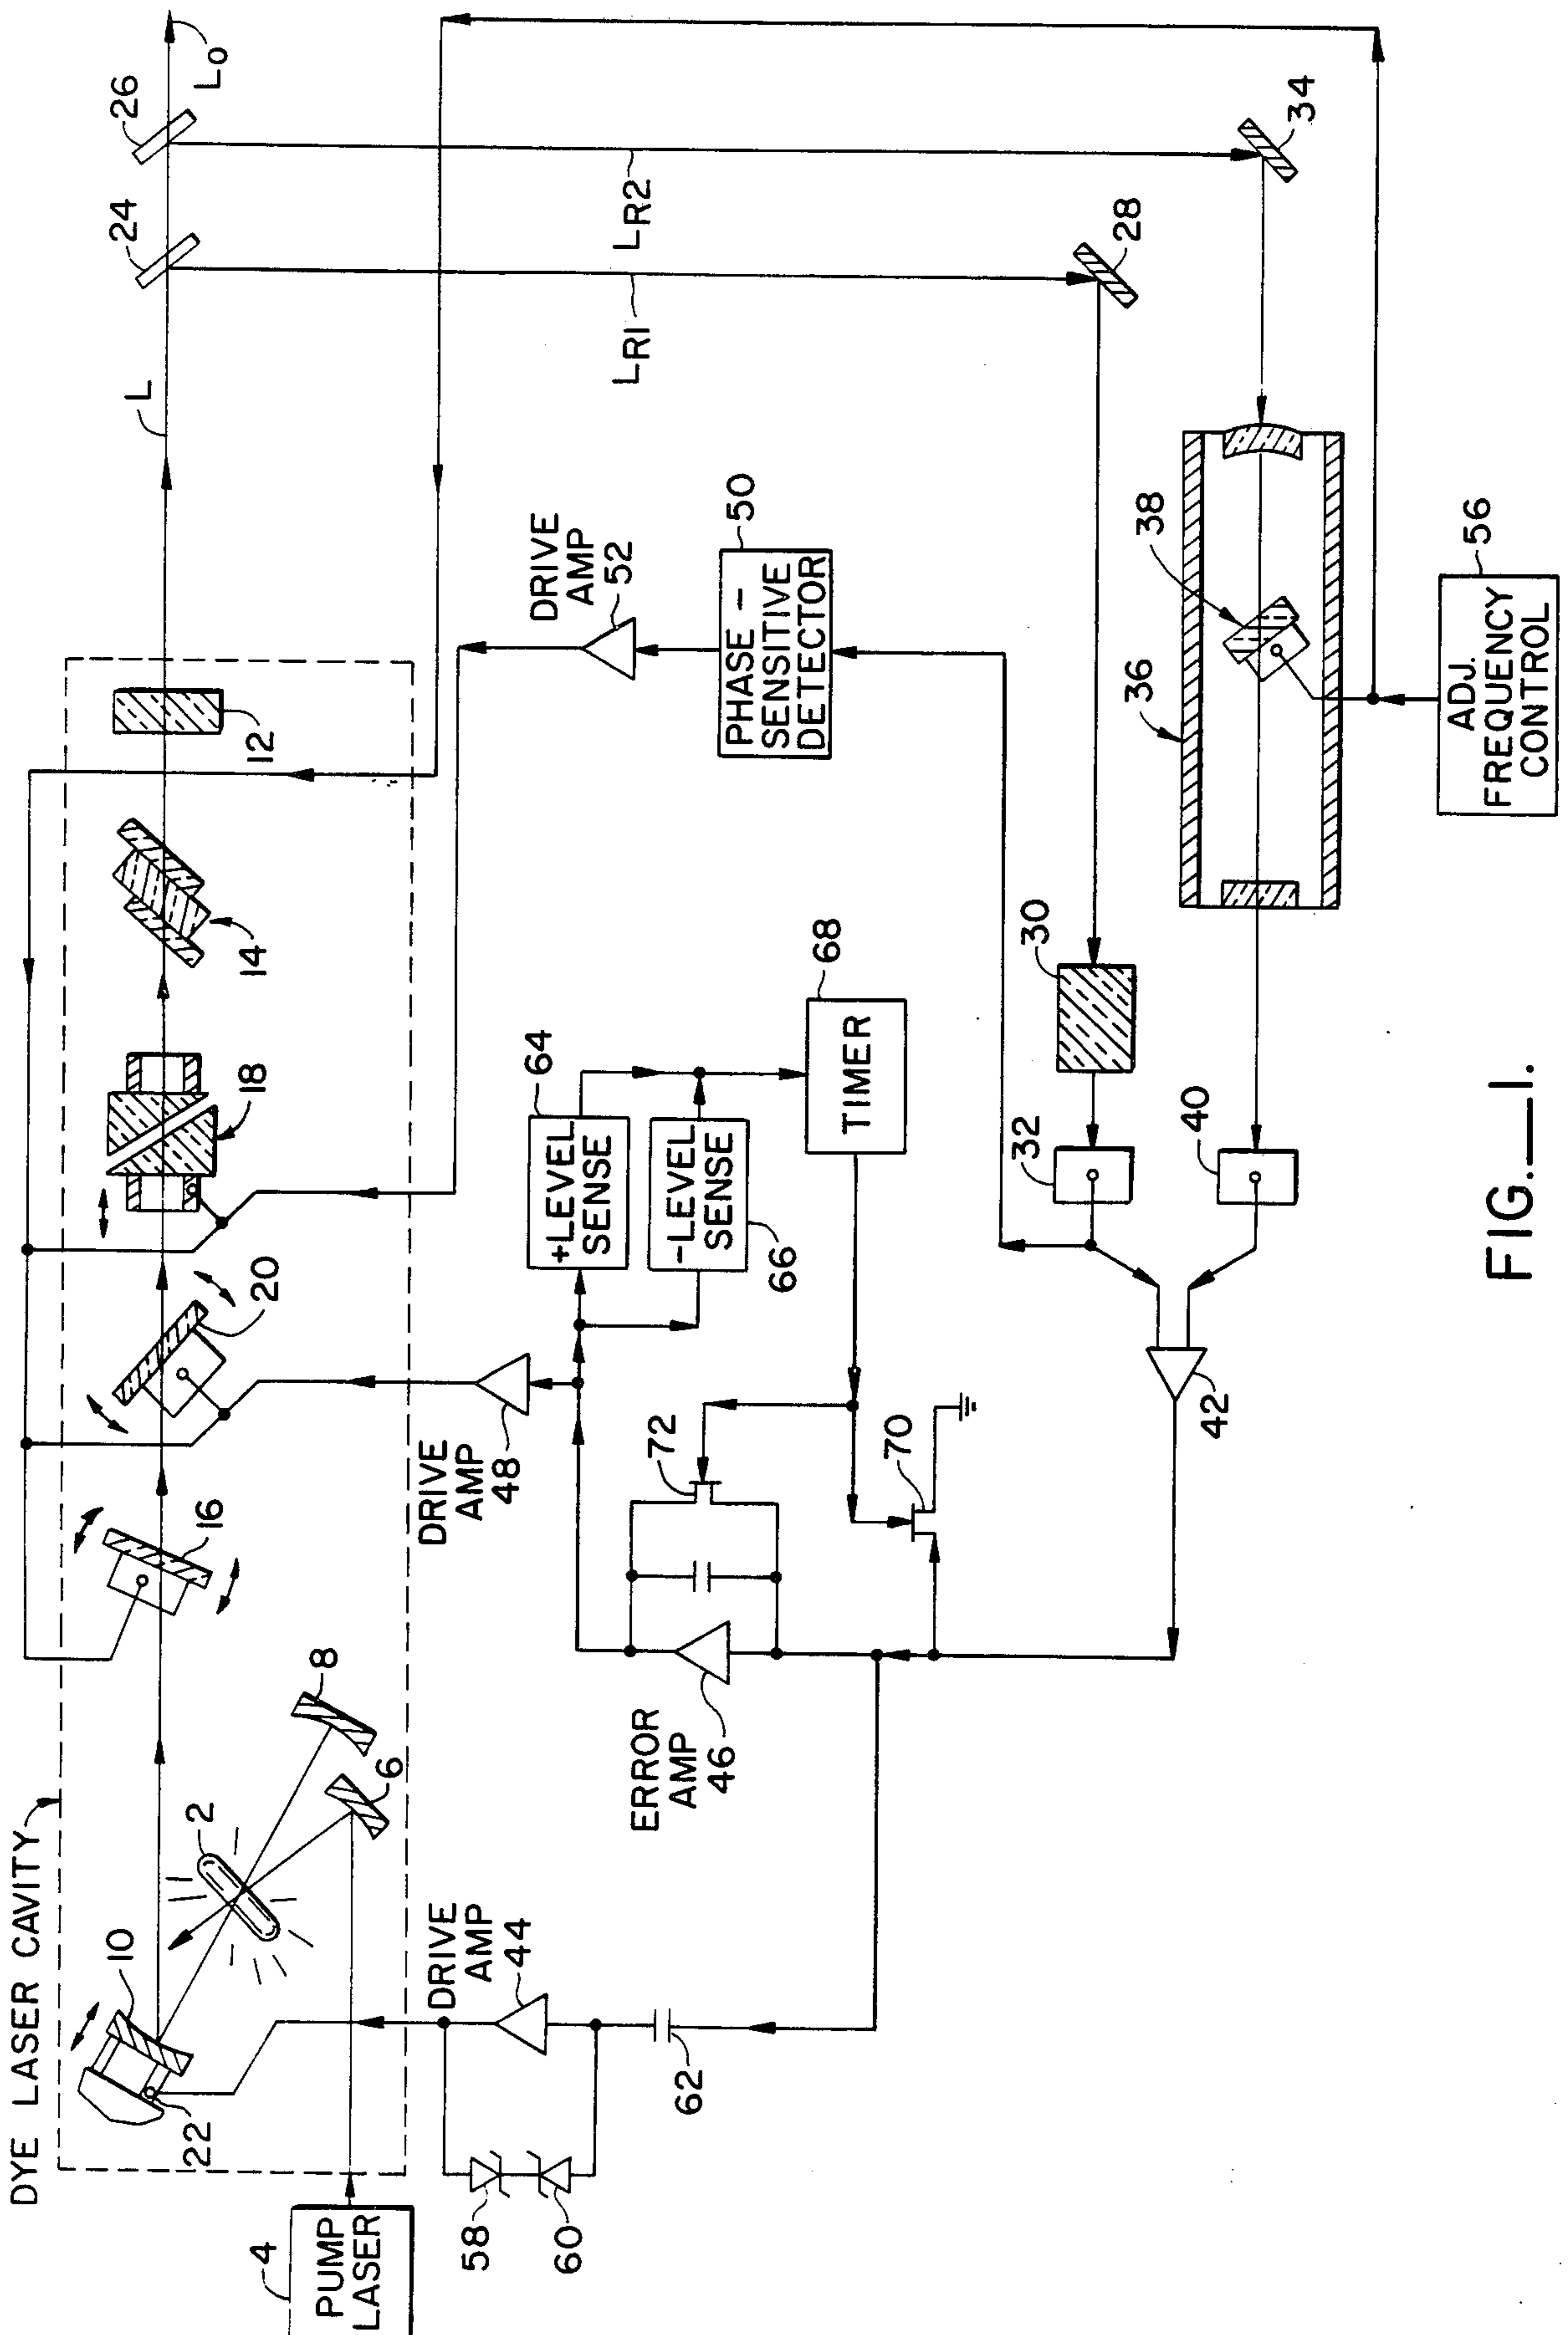 DYE LASER CAVITY
4
PUMP
LASER
22
10
2
6
8
16
20
18
14
12
L
24
26
LO
LR1
LR2
28
34
58
60
DRIVE
AMP
44
62
ERROR
AMP
46
DRIVE
AMP
48
72
70
+LEVEL
SENSE
64
-LEVEL
SENSE
66
TIMER
68
DRIVE
AMP
52
PHASE -
SENSITIVE
DETECTOR
50
42
32
40
30
36
38
ADJ.
FREQUENCY
CONTROL
56
FIG.__1.